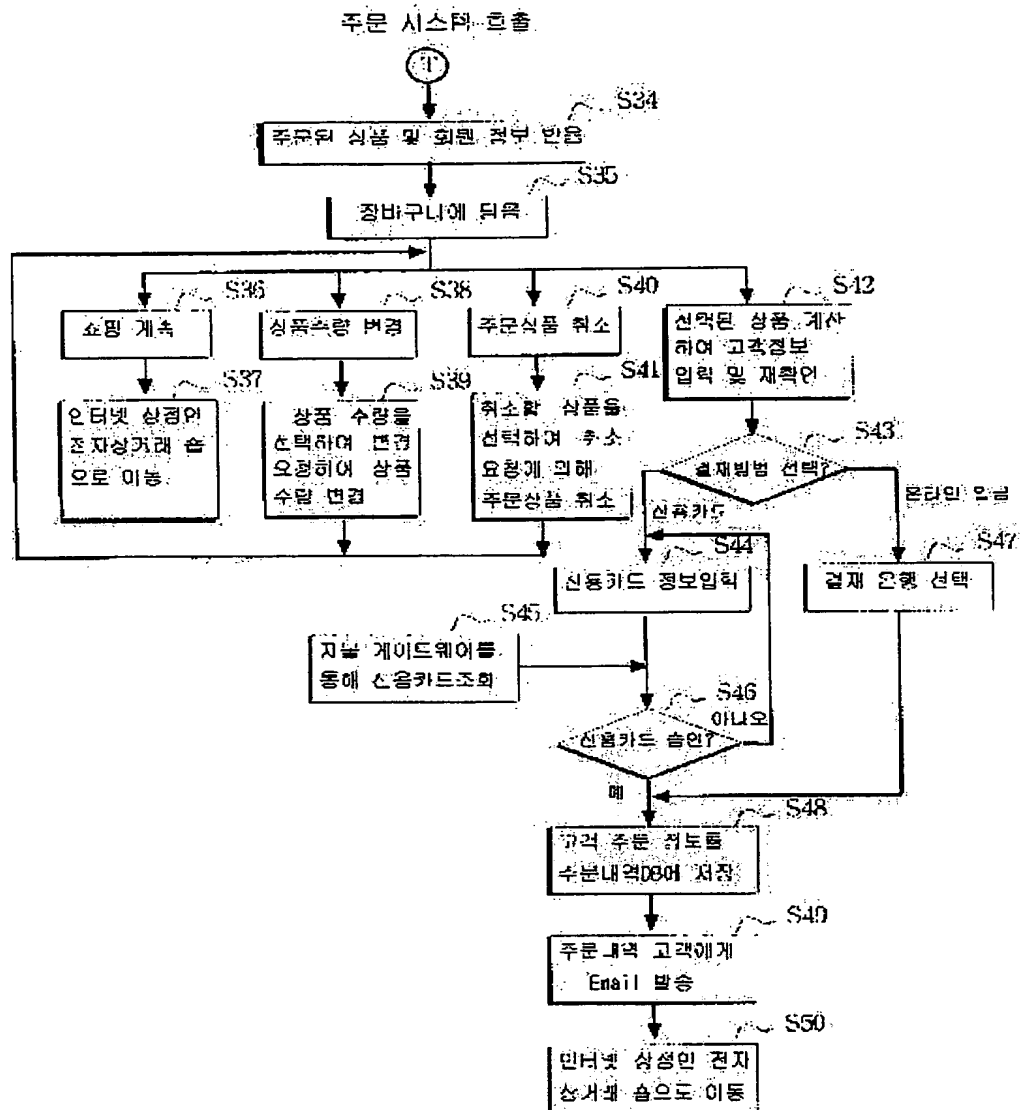 주문 시스템 흐름
T
S34
주문된 상품 및 회원 정보 받음
S35
장바구니에 담음
S36
쇼핑 계속
S38
상품수량 변경
S40
주문상품 취소
S42
선택된 상품 계산
하여 고객정보
입력 및 재확인
S37
인터넷 상점인
전자상거래 숍
으로 이동
S39
상품 수량을
선택하여 변경
요청하여 상품
수량 변경
S41
취소할 상품을
선택하여 취소
요청에 의해
주문상품 취소
S43
결재방법 선택?
신용카드
온라인 입금
S44
신용카드 정보입력
S47
결재 은행 선택
S45
지불 게이트웨이를
통해 신용카드조회
S46
신용카드 승인?
아니오
예
S48
고객 주문 정보를
주문내역DB에 저장
S49
주문내역 고객에게
Email 발송
S50
인터넷 상점인 전자
상거래 숍으로 이동